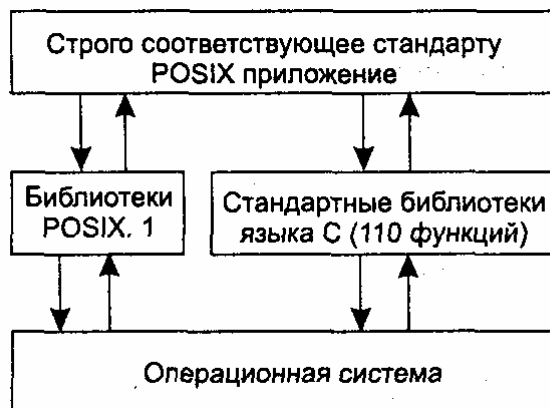 Строго соответствующее стандарту
POSIX приложение
Библиотеки
POSIX. 1
Стандартные библиотеки
языка С (110 функций)
Операционная система